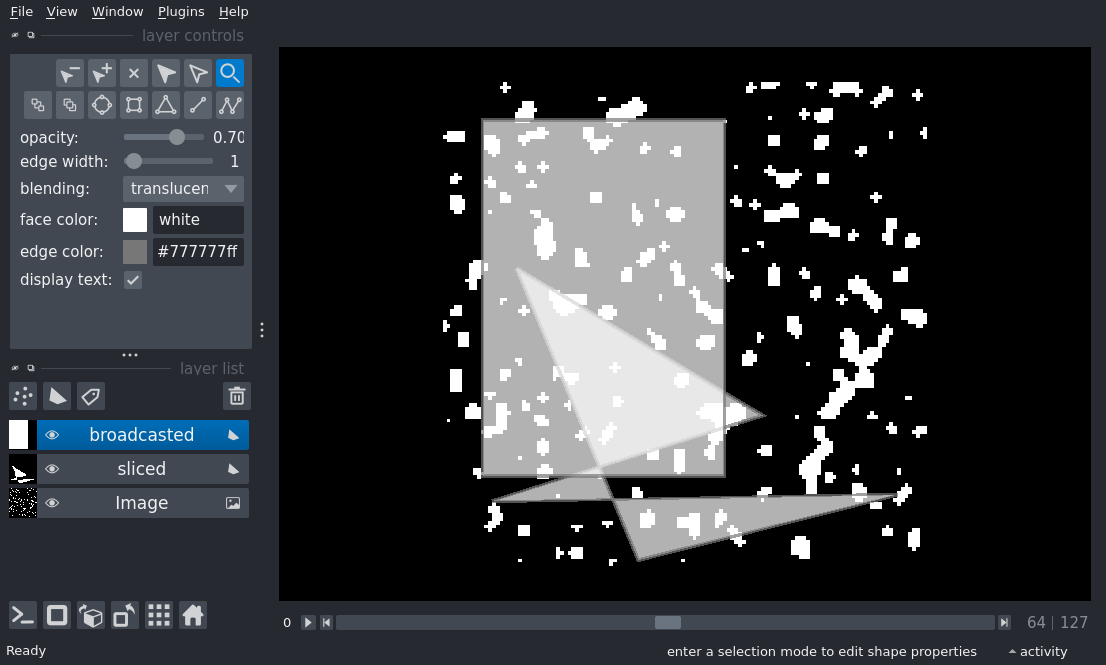 File View Window Plugins Help
layer controls
opacity: 0.70
edge width: 1
blending: translucen
face color: white
edge color: #777777ff
display text:
layer list
broadcasted
sliced
Image
0 64 | 127
Ready enter a selection mode to edit shape properties activity